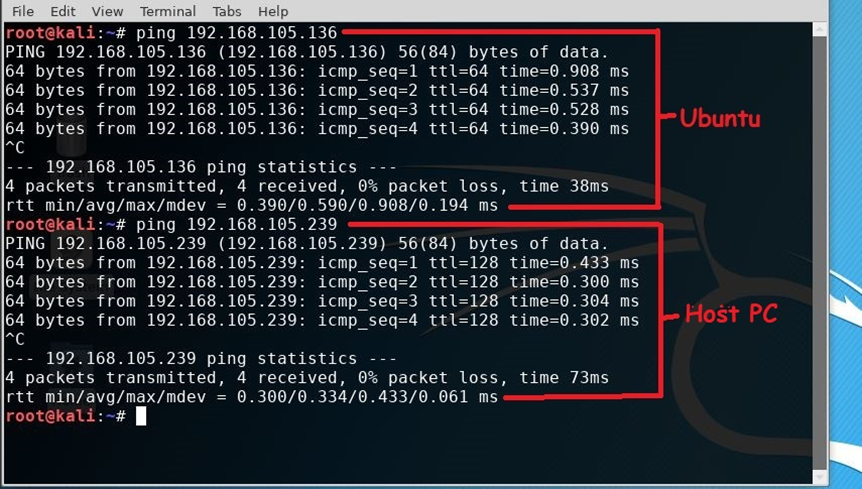 File Edit View Terminal Tabs Help
root@kali:~# ping 192.168.105.136
PING 192.168.105.136 (192.168.105.136) 56(84) bytes of data.
64 bytes from 192.168.105.136: icmp_seq=1 ttl=64 time=0.908 ms
64 bytes from 192.168.105.136: icmp_seq=2 ttl=64 time=0.537 ms
64 bytes from 192.168.105.136: icmp_seq=3 ttl=64 time=0.528 ms
64 bytes from 192.168.105.136: icmp_seq=4 ttl=64 time=0.390 ms
^C
--- 192.168.105.136 ping statistics ---
4 packets transmitted, 4 received, 0% packet loss, time 38ms
rtt min/avg/max/mdev = 0.390/0.590/0.908/0.194 ms
Ubuntu
root@kali:~# ping 192.168.105.239
PING 192.168.105.239 (192.168.105.239) 56(84) bytes of data.
64 bytes from 192.168.105.239: icmp_seq=1 ttl=128 time=0.433 ms
64 bytes from 192.168.105.239: icmp_seq=2 ttl=128 time=0.300 ms
64 bytes from 192.168.105.239: icmp_seq=3 ttl=128 time=0.304 ms
64 bytes from 192.168.105.239: icmp_seq=4 ttl=128 time=0.302 ms
^C
--- 192.168.105.239 ping statistics ---
4 packets transmitted, 4 received, 0% packet loss, time 73ms
rtt min/avg/max/mdev = 0.300/0.334/0.433/0.061 ms
Host PC
root@kali:~#